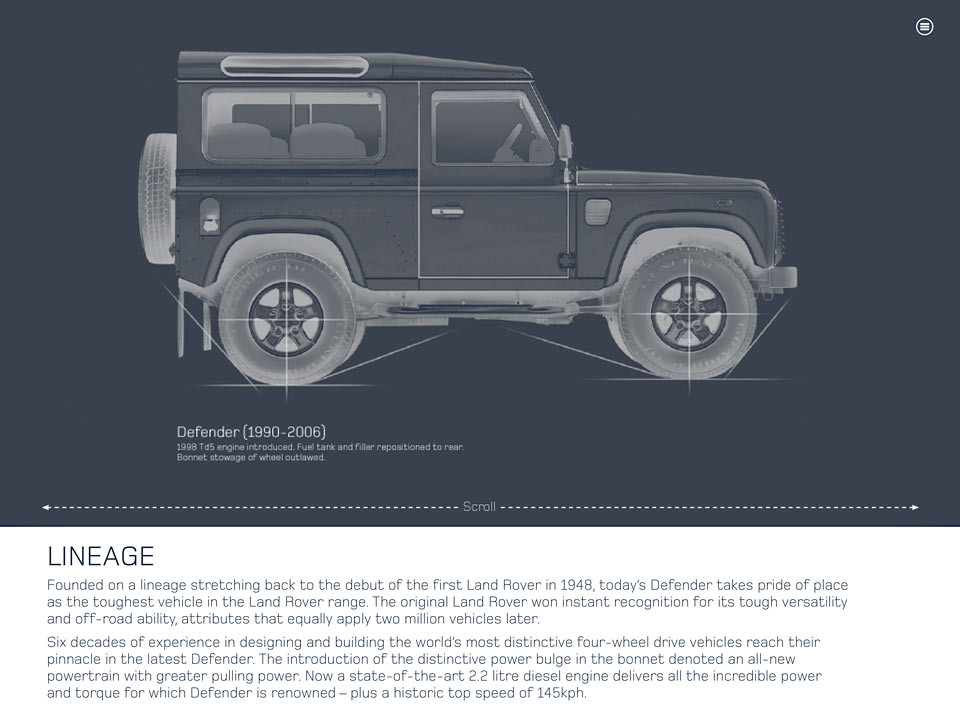 Defender (1990-2006)
1998 Td5 engine introduced. Fuel tank and filler repositioned to rear.
Bonnet stowage of wheel outlawed.
Scroll
LINEAGE
Founded on a lineage stretching back to the debut of the first Land Rover in 1948, today's Defender takes pride of place
as the toughest vehicle in the Land Rover range. The original Land Rover won instant recognition for its tough versatility
and off-road ability, attributes that equally apply two million vehicles later.
Six decades of experience in designing and building the world's most distinctive four-wheel drive vehicles reach their
pinnacle in the latest Defender. The introduction of the distinctive power bulge in the bonnet denoted an all-new
powertrain with greater pulling power. Now a state-of-the-art 2.2 litre diesel engine delivers all the incredible power
and torque for which Defender is renowned – plus a historic top speed of 145kph.